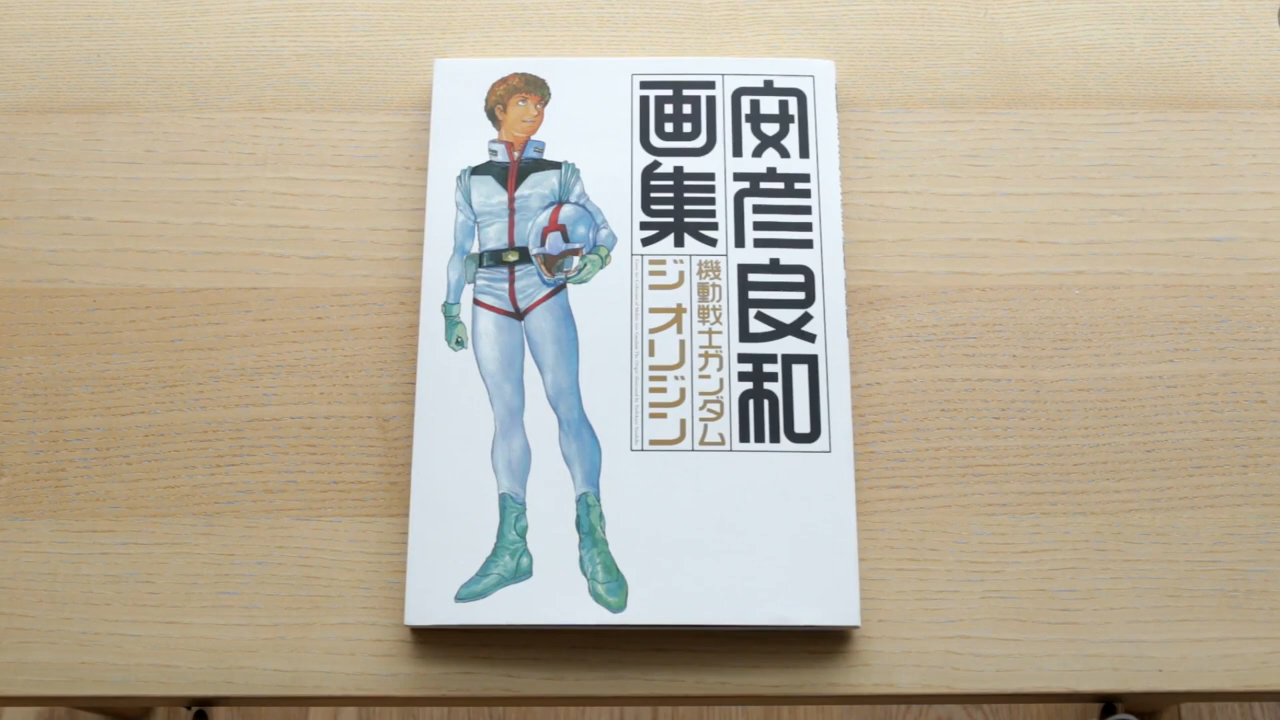 安彦良和
画集
機動戦士ガンダム
ジ オリジン